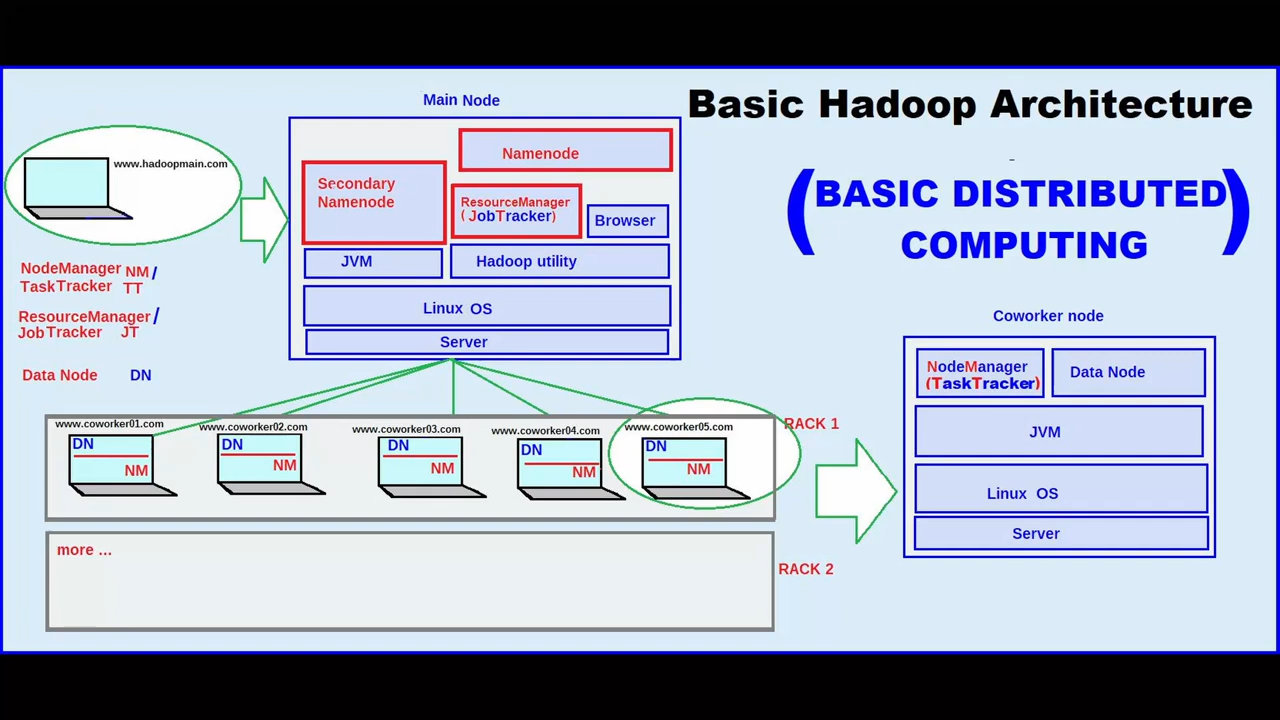 Basic Hadoop Architecture
(BASIC DISTRIBUTED
COMPUTING)
Main Node
www.hadoopmain.com
Namenode
Secondary
Namenode
ResourceManager
( JobTracker)
Browser
JVM
Hadoop utility
Linux OS
Server
NodeManager NM /
TaskTracker TT
ResourceManager /
JobTracker JT
Data Node DN
www.coworker01.com
DN
NM
www.coworker02.com
DN
NM
www.coworker03.com
DN
NM
www.coworker04.com
DN
NM
www.coworker05.com
DN
NM
RACK 1
more ...
RACK 2
Coworker node
NodeManager
(TaskTracker)
Data Node
JVM
Linux OS
Server